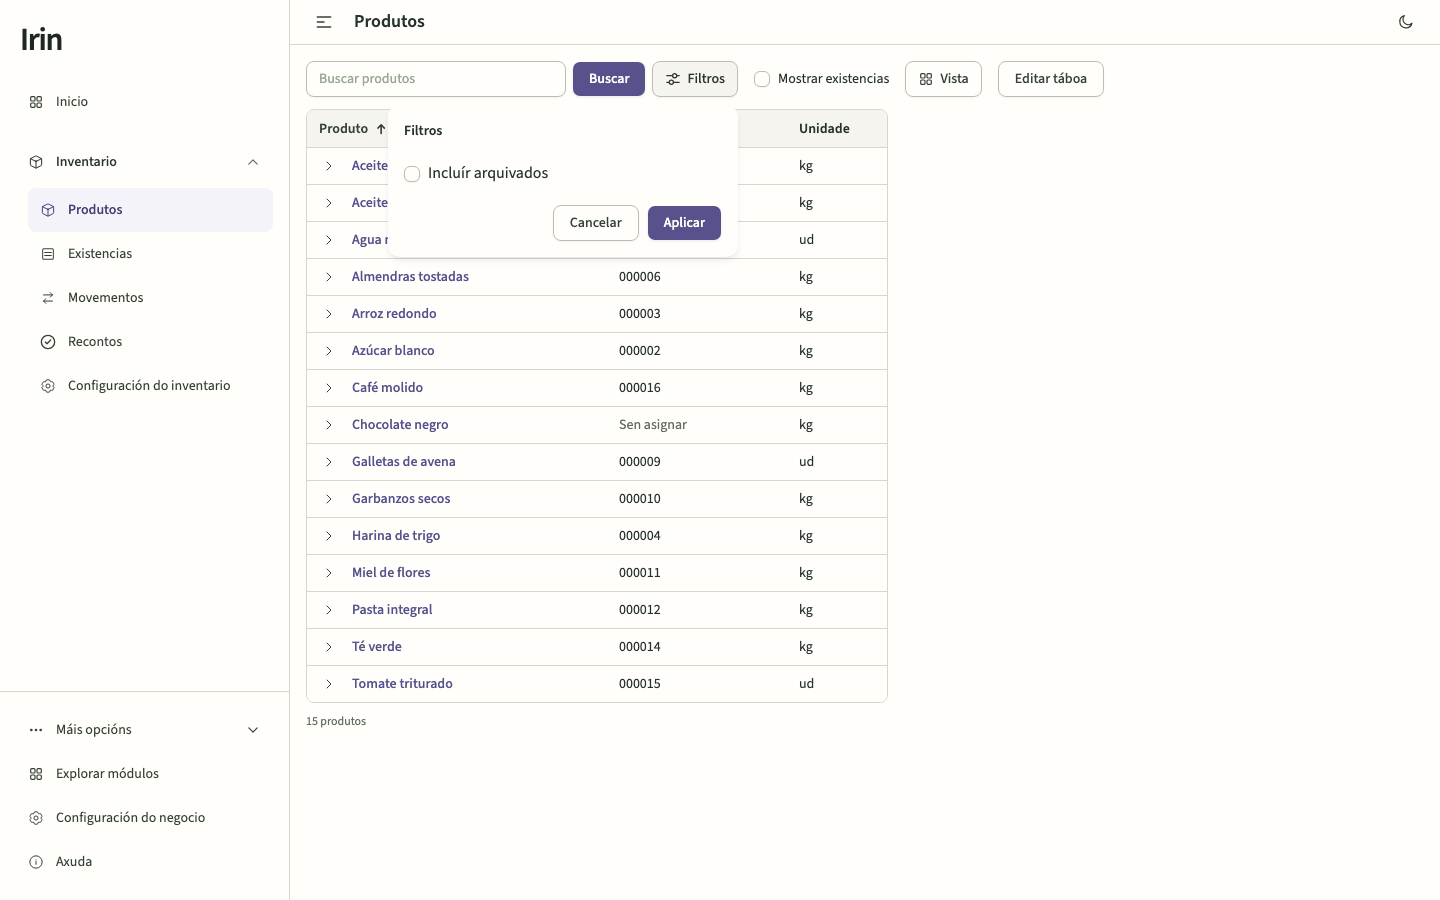 Irin
Produtos
Inicio
Inventario
Produtos
Existencias
Movementos
Recontos
Configuración do inventario
Máis opcións
Explorar módulos
Configuración do negocio
Axuda
Buscar produtos
Buscar
Filtros
Mostrar existencias
Vista
Editar táboa
Produto
Unidade
Filtros
Incluír arquivados
Cancelar
Aplicar
Aceite kg
Aceite kg
Agua ud
Almendras tostadas 000006 kg
Arroz redondo 000003 kg
Azúcar blanco 000002 kg
Café molido 000016 kg
Chocolate negro Sen asignar kg
Galletas de avena 000009 ud
Garbanzos secos 000010 kg
Harina de trigo 000004 kg
Miel de flores 000011 kg
Pasta integral 000012 kg
Té verde 000014 kg
Tomate triturado 000015 ud
15 produtos